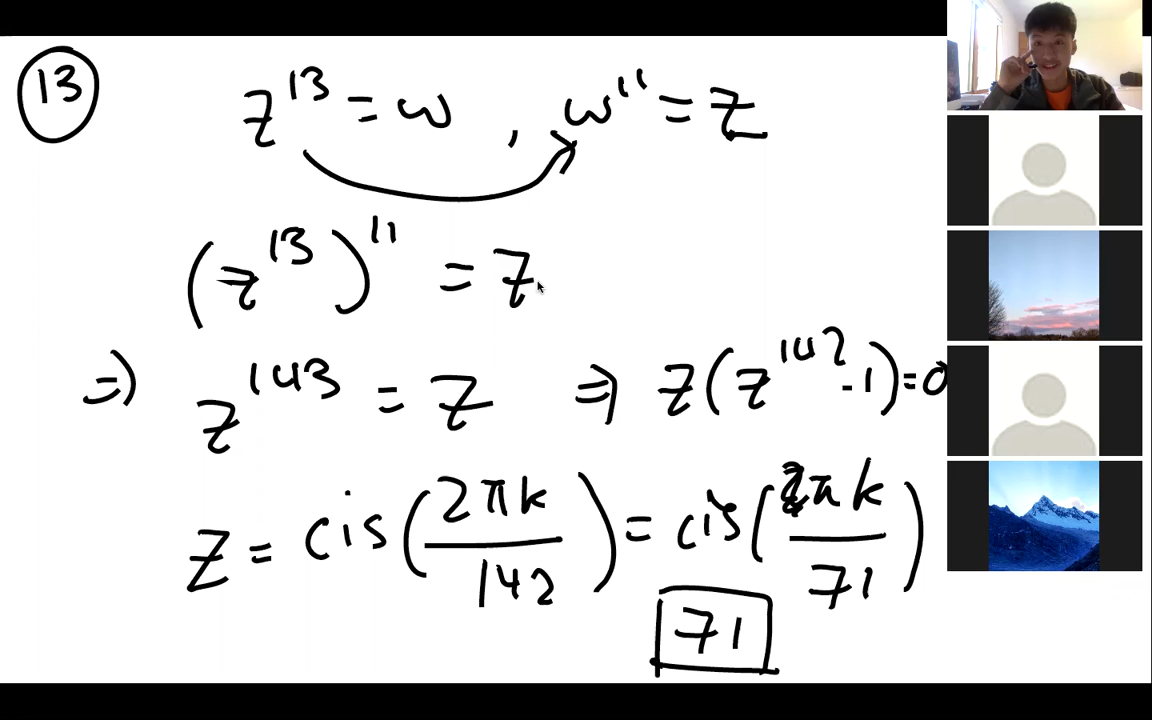 13
z^13 = w , w^11 = z
(z^13)^11 = z
=> z^143 = z => z(z^142 - 1) = 0
z = cis(2πk/142) = cis(πk/71)
71